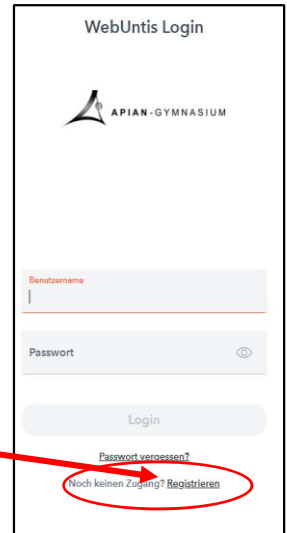 WebUntis Login
APIAN-GYMNASIUM
Benutzername
Passwort
Login
Passwort vergessen?
Noch keinen Zugang? Registrieren